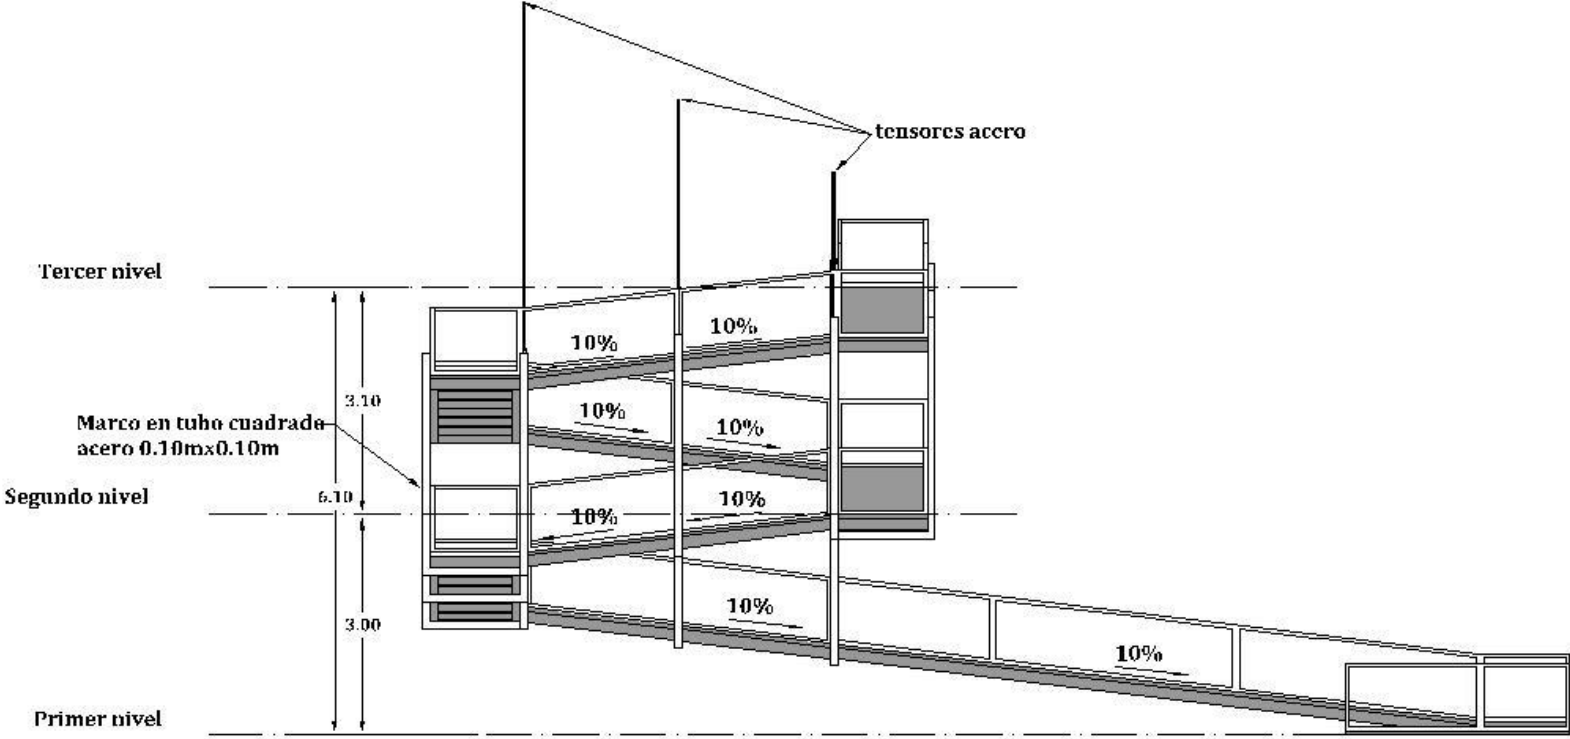 tensores acero
Tercer nivel
10%
10%
3.10
10%
Marco en tubo cuadrado
acero 0.10mx0.10m
10%
Segundo nivel
6.10
10%
10%
10%
3.00
10%
Primer nivel